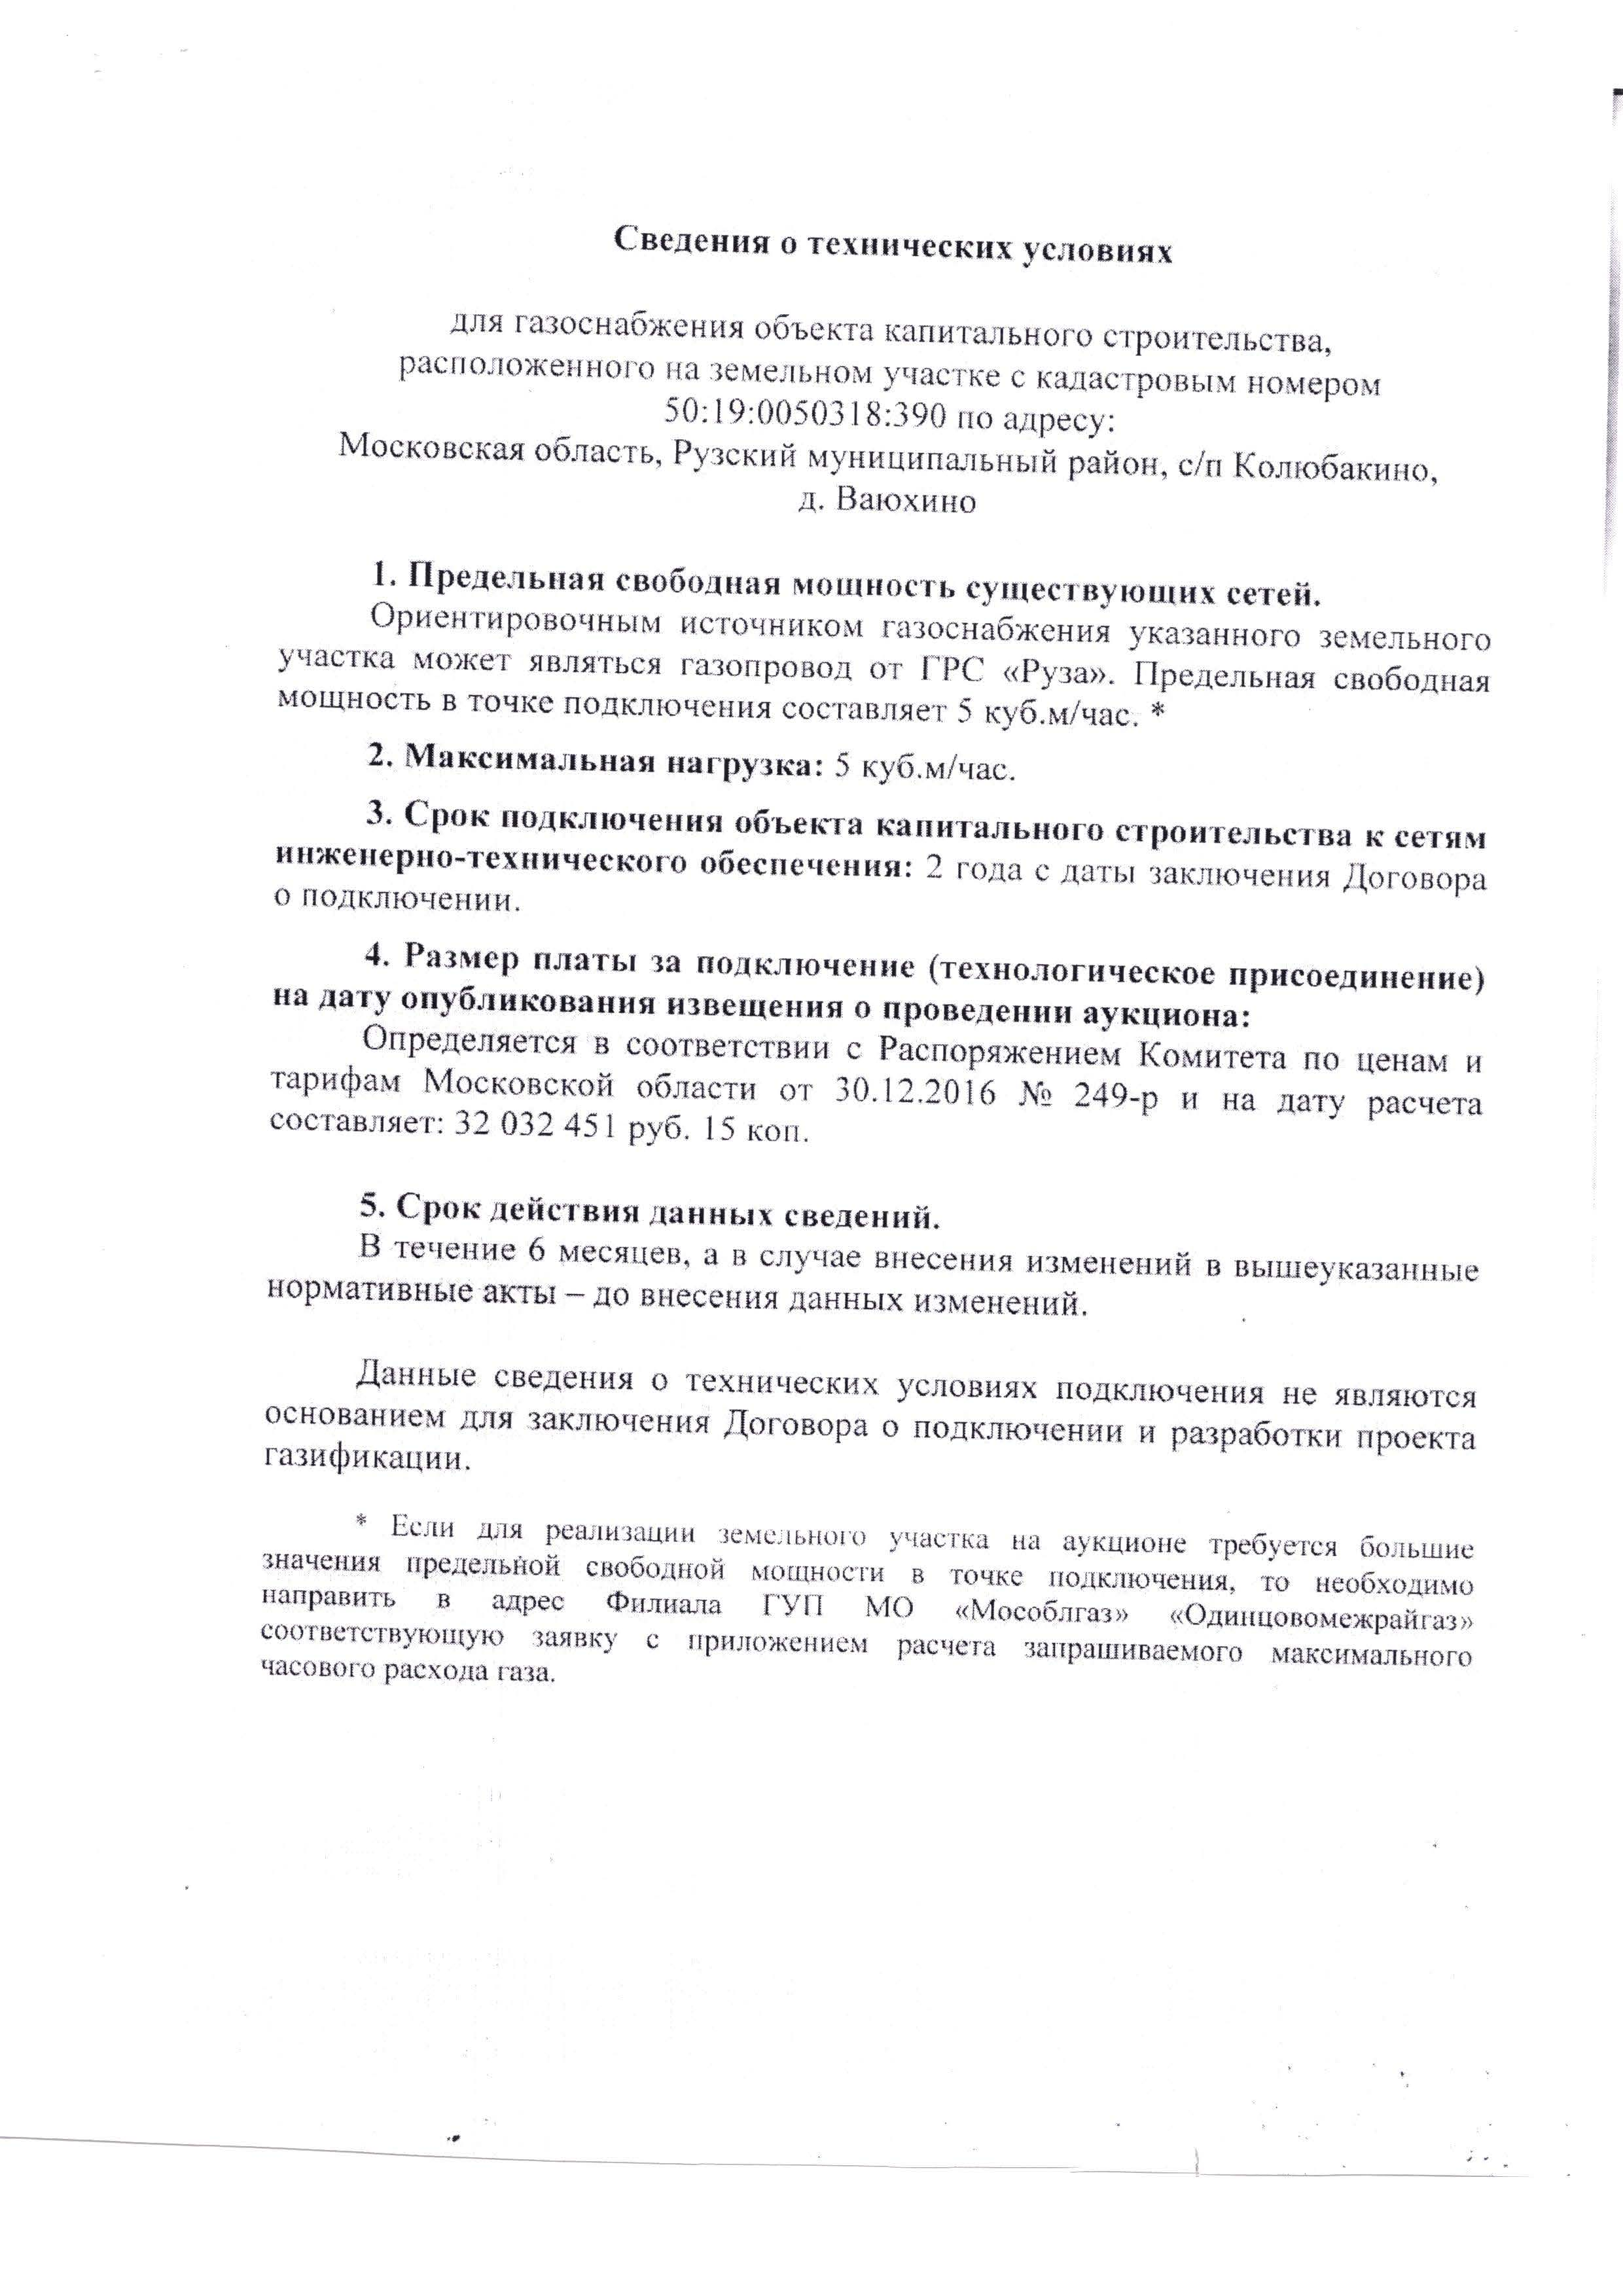 Сведения о технических условиях
для газоснабжения объекта капитального строительства,
расположенного на земельном участке с кадастровым номером
50:19:0050318:390 по адресу:
Московская область, Рузский муниципальный район, с/п Колюбакино,
д. Ваюхино
1. Предельная свободная мощность существующих сетей.
Ориентировочным источником газоснабжения указанного земельного
участка может являться газопровод от ГРС «Руза». Предельная свободная
мощность в точке подключения составляет 5 куб.м/час. *
2. Максимальная нагрузка: 5 куб.м/час.
3. Срок подключения объекта капитального строительства к сетям
инженерно-технического обеспечения: 2 года с даты заключения Договора
о подключении.
4. Размер платы за подключение (технологическое присоединение)
на дату опубликования извещения о проведении аукциона:
Определяется в соответствии с Распоряжением Комитета по ценам и
тарифам Московской области от 30.12.2016 № 249-р и на дату расчета
составляет: 32 032 451 руб. 15 коп.
5. Срок действия данных сведений.
В течение 6 месяцев, а в случае внесения изменений в вышеуказанные
нормативные акты – до внесения данных изменений.
Данные сведения о технических условиях подключения не являются
основанием для заключения Договора о подключении и разработки проекта
газификации.
* Если для реализации земельного участка на аукционе требуется большие
значения предельной свободной мощности в точке подключения, то необходимо
направить в адрес Филиала ГУП МО «Мособлгаз» «Одинцовомежрайгаз»
соответствующую заявку с приложением расчета запрашиваемого максимального
часового расхода газа.